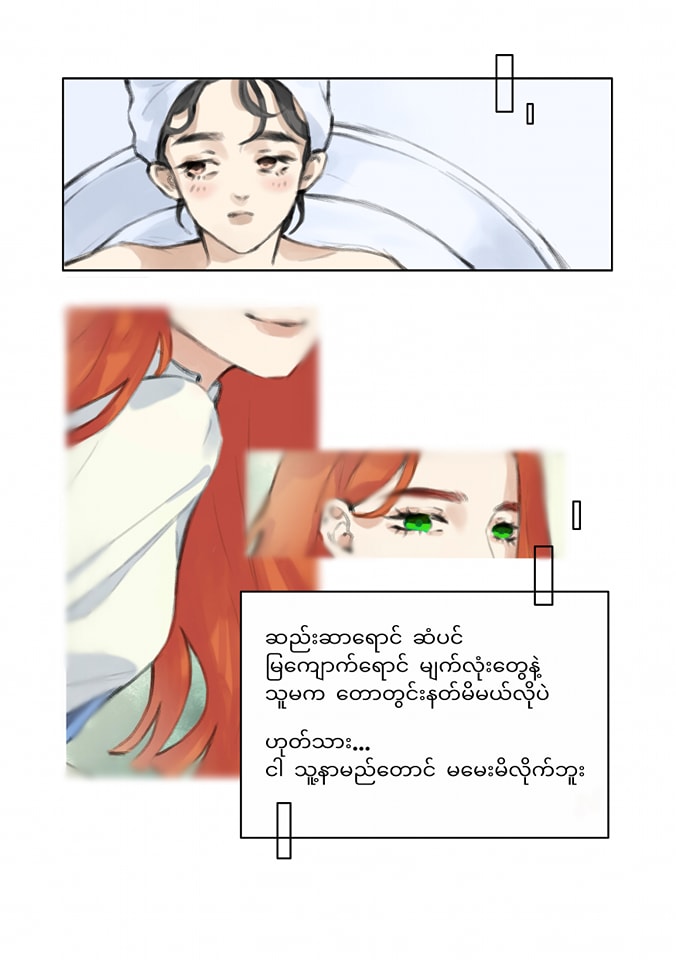 ဆည်းဆာရောင် ဆံပင်
မြကျောက်ရောင် မျက်လုံးတွေနဲ့
သူမက တောတွင်းနတ်မိမယ်လိုပဲ
ဟုတ်သား...
ငါ သူ့နာမည်တောင် မမေးမိလိုက်ဘူး